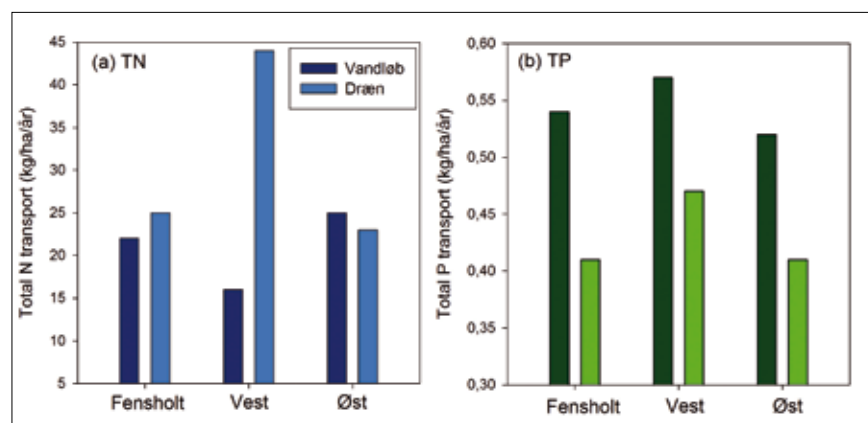 (a) TN
Vandløb
Dræn
Total N transport (kg/ha/år)
45
40
35
30
25
20
15
10
5
Fensholt Vest Øst
(b) TP
Total P transport (kg/ha/år)
0,60
0,55
0,50
0,45
0,40
0,35
0,30
Fensholt Vest Øst